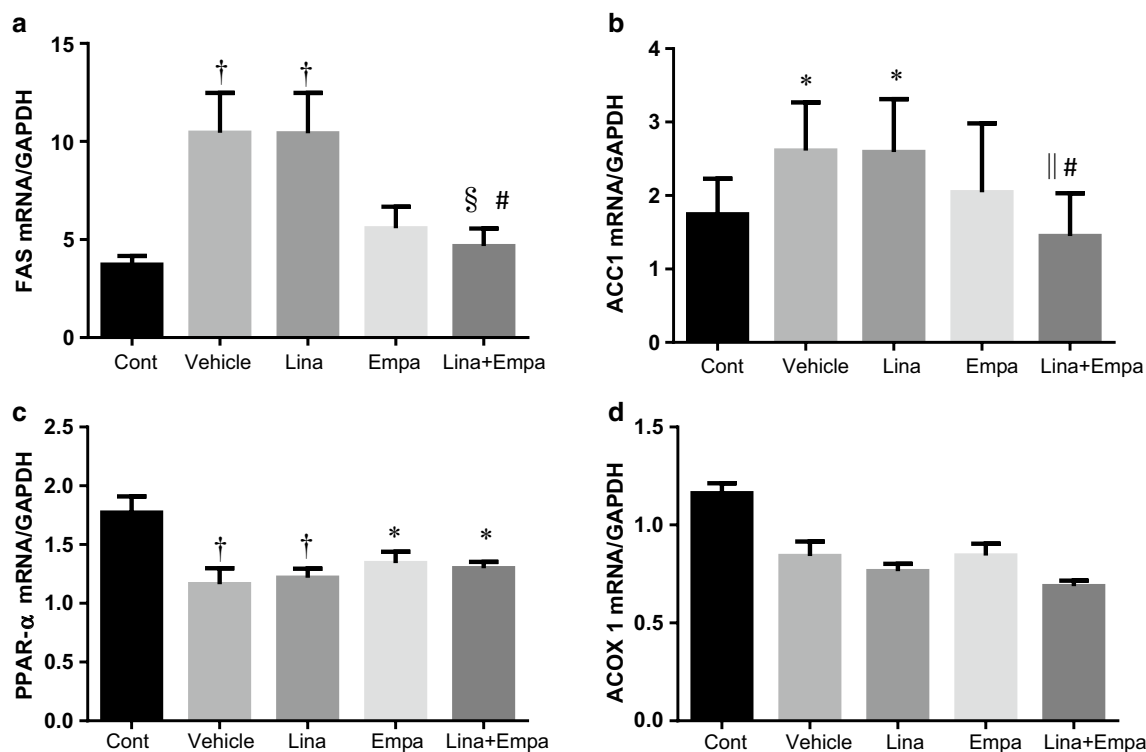 a
FAS mRNA/GAPDH
15
10
5
0
† †
§ #
Cont Vehicle Lina Empa Lina+Empa
b
ACC1 mRNA/GAPDH
4
3
2
1
0
* *
|| #
Cont Vehicle Lina Empa Lina+Empa
c
PPAR-α mRNA/GAPDH
2.5
2.0
1.5
1.0
0.5
0.0
† † * *
Cont Vehicle Lina Empa Lina+Empa
d
ACOX 1 mRNA/GAPDH
1.5
1.0
0.5
0.0
Cont Vehicle Lina Empa Lina+Empa